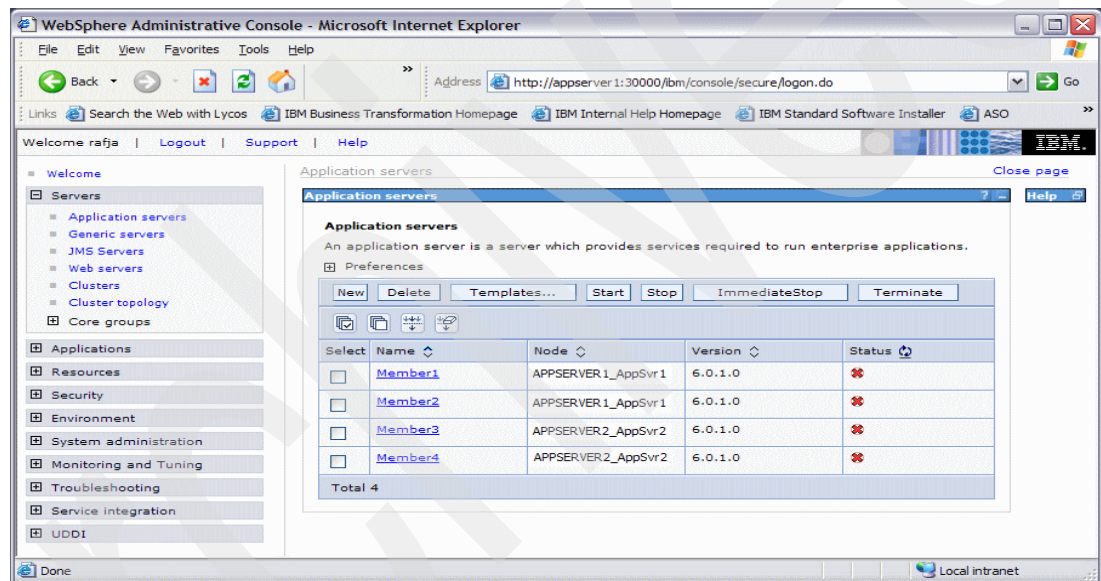 WebSphere Administrative Console - Microsoft Internet Explorer
File Edit View Favorites Tools Help
Back » Address http://appserver1:30000/ibm/console/secure/logon.do Go
Links Search the Web with Lycos IBM Business Transformation Homepage IBM Internal Help Homepage IBM Standard Software Installer ASO »
Welcome rafja | Logout | Support | Help IBM.
Welcome
Servers
Application servers
Generic servers
JMS Servers
Web servers
Clusters
Cluster topology
Core groups
Applications
Resources
Security
Environment
System administration
Monitoring and Tuning
Troubleshooting
Service integration
UDDI
Application servers Close page
Application servers ? Help
Application servers
An application server is a server which provides services required to run enterprise applications.
Preferences
New Delete Templates... Start Stop ImmediateStop Terminate
Select Name Node Version Status
Member1 APPSERVER1_AppSvr1 6.0.1.0
Member2 APPSERVER1_AppSvr1 6.0.1.0
Member3 APPSERVER2_AppSvr2 6.0.1.0
Member4 APPSERVER2_AppSvr2 6.0.1.0
Total 4
Done Local intranet